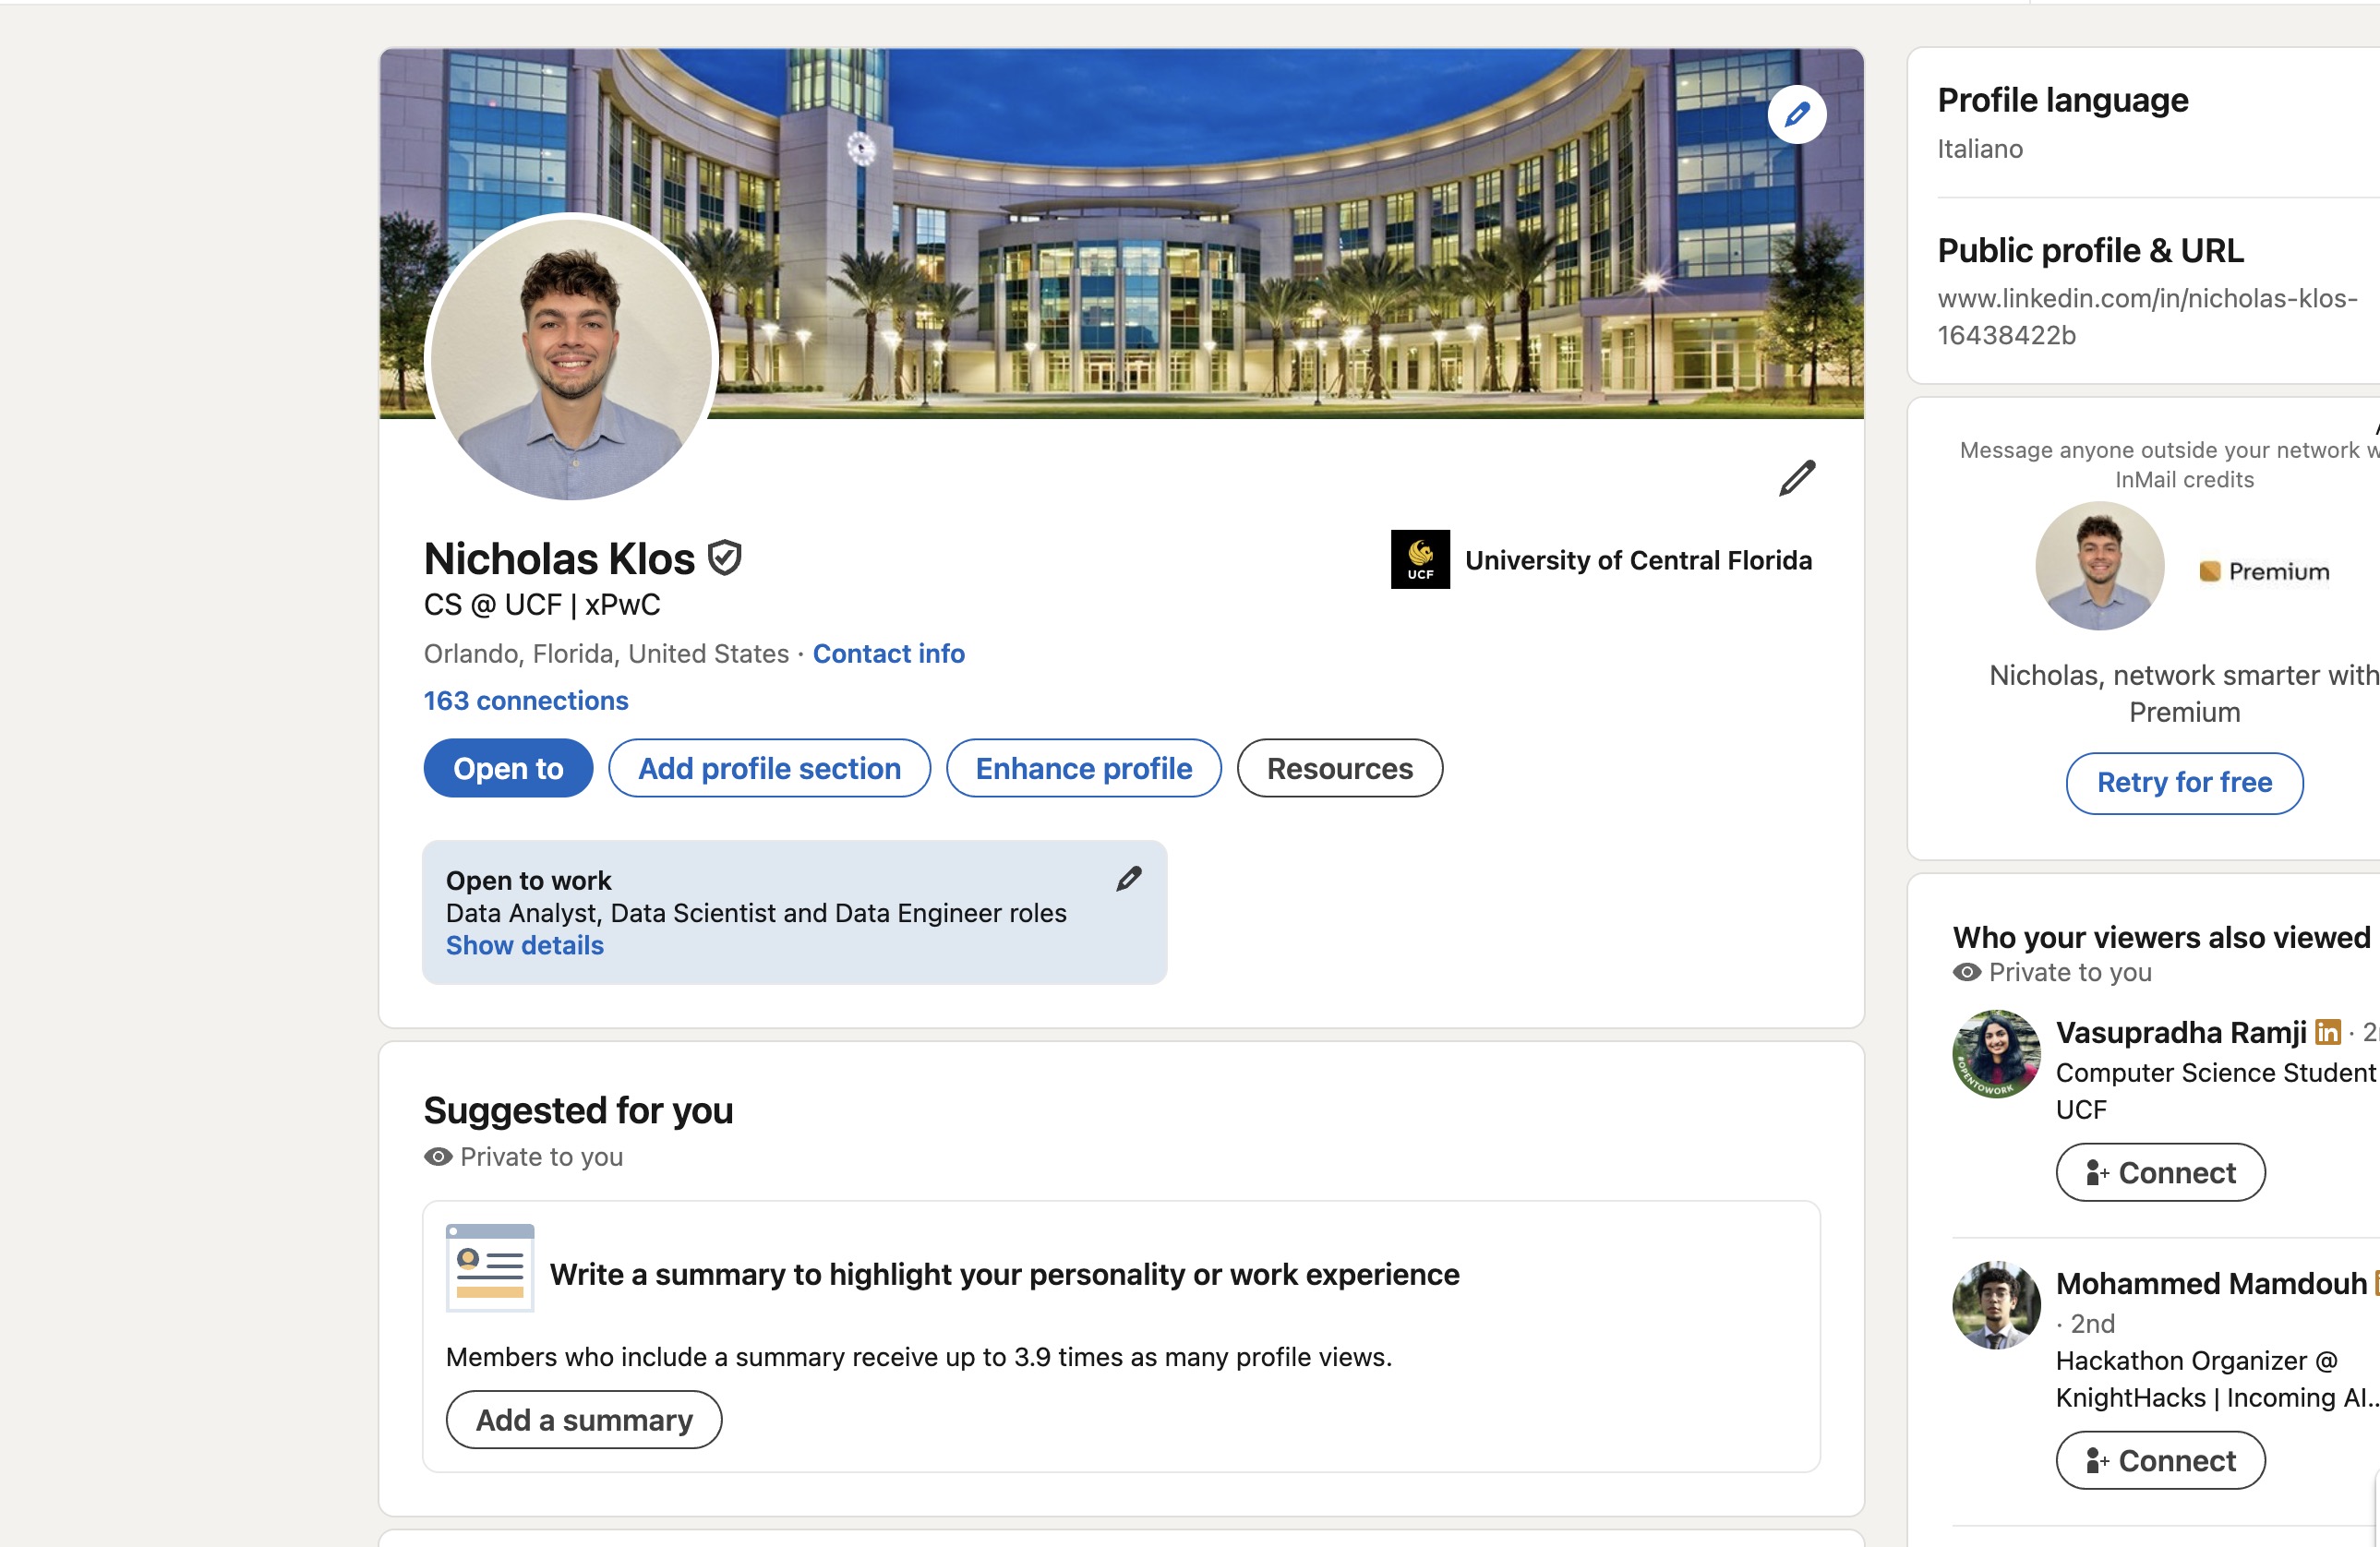 Nicholas Klos
CS @ UCF | xPwC
Orlando, Florida, United States · Contact info
163 connections
UCF
University of Central Florida
Open to
Add profile section
Enhance profile
Resources
Open to work
Data Analyst, Data Scientist and Data Engineer roles
Show details
Suggested for you
Private to you
Write a summary to highlight your personality or work experience
Members who include a summary receive up to 3.9 times as many profile views.
Add a summary
Profile language
Italiano
Public profile & URL
www.linkedin.com/in/nicholas-klos-
16438422b
Message anyone outside your network
InMail credits
Premium
Nicholas, network smarter with
Premium
Retry for free
Who your viewers also viewed
Private to you
#OPENTOWORK
Vasupradha Ramji in ·
Computer Science Student
UCF
Connect
Mohammed Mamdouh
· 2nd
Hackathon Organizer @
KnightHacks | Incoming AI...
Connect